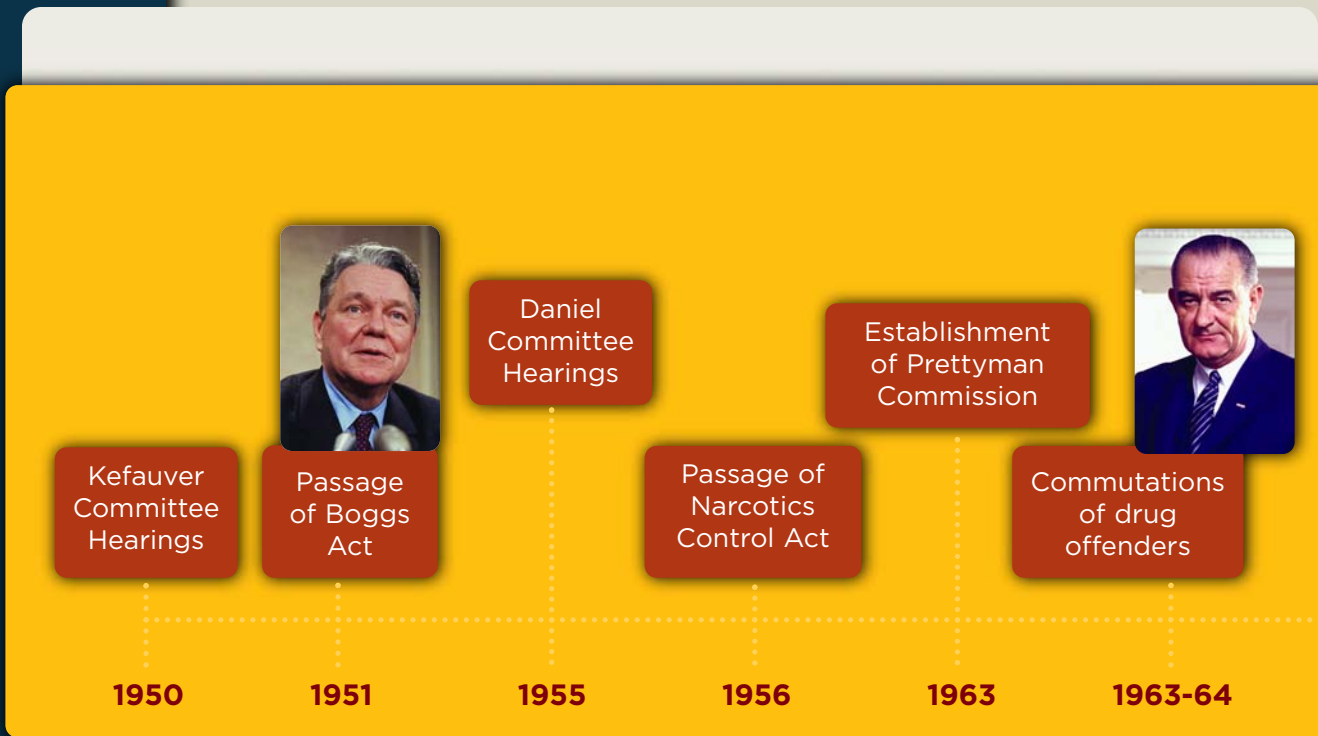 Kefauver
Committee
Hearings
Passage
of Boggs
Act
Daniel
Committee
Hearings
Passage of
Narcotics
Control Act
Establishment
of Prettyman
Commission
Commutations
of drug
offenders
1950
1951
1955
1956
1963
1963-64